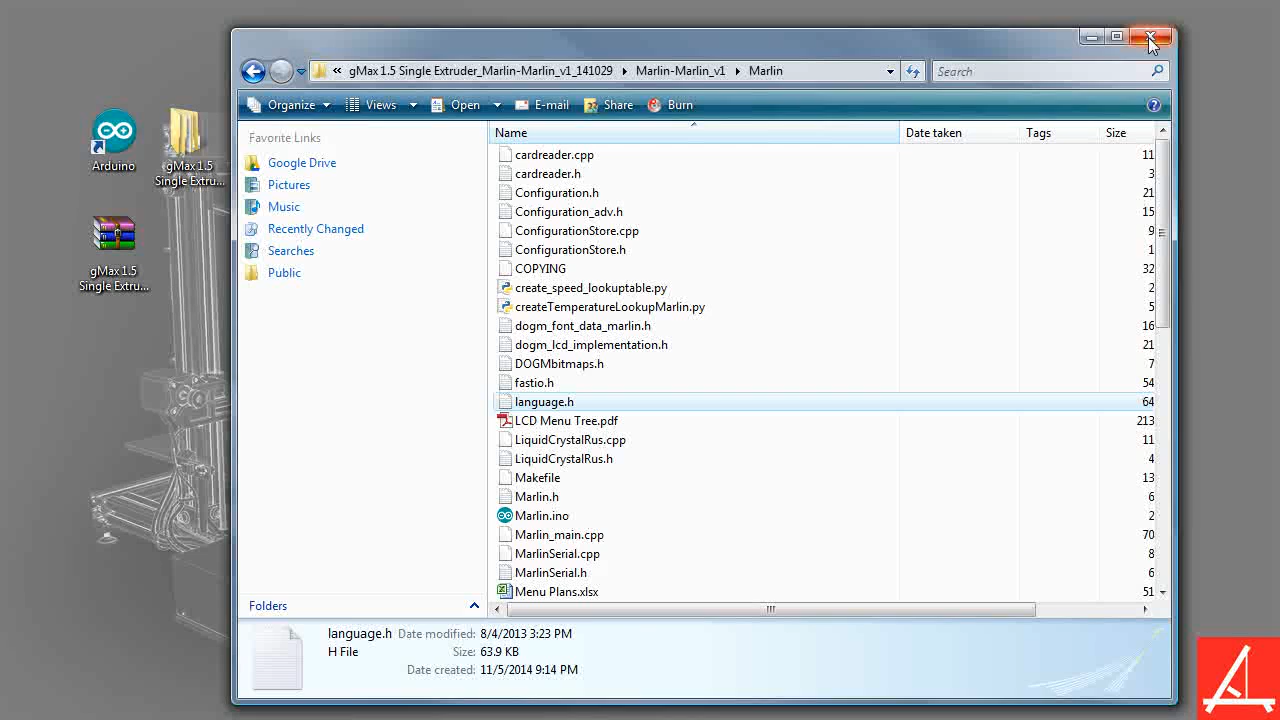 « gMax 1.5 Single Extruder_Marlin-Marlin_v1_141029 Marlin-Marlin_v1 Marlin
Search
Organize Views Open E-mail Share Burn
Arduino
gMax 1.5
Single Extru...
gMax 1.5
Single Extru...
Favorite Links
Google Drive
Pictures
Music
Recently Changed
Searches
Public
Folders
Name Date taken Tags Size
cardreader.cpp 11
cardreader.h 3
Configuration.h 21
Configuration_adv.h 15
ConfigurationStore.cpp 9
ConfigurationStore.h 1
COPYING 32
create_speed_lookuptable.py 2
createTemperatureLookupMarlin.py 5
dogm_font_data_marlin.h 16
dogm_lcd_implementation.h 21
DOGMbitmaps.h 7
fastio.h 54
language.h 64
LCD Menu Tree.pdf 213
LiquidCrystalRus.cpp 11
LiquidCrystalRus.h 4
Makefile 13
Marlin.h 6
Marlin.ino 2
Marlin_main.cpp 70
MarlinSerial.cpp 8
MarlinSerial.h 6
Menu Plans.xlsx 51
language.h Date modified: 8/4/2013 3:23 PM
H File Size: 63.9 KB
Date created: 11/5/2014 9:14 PM